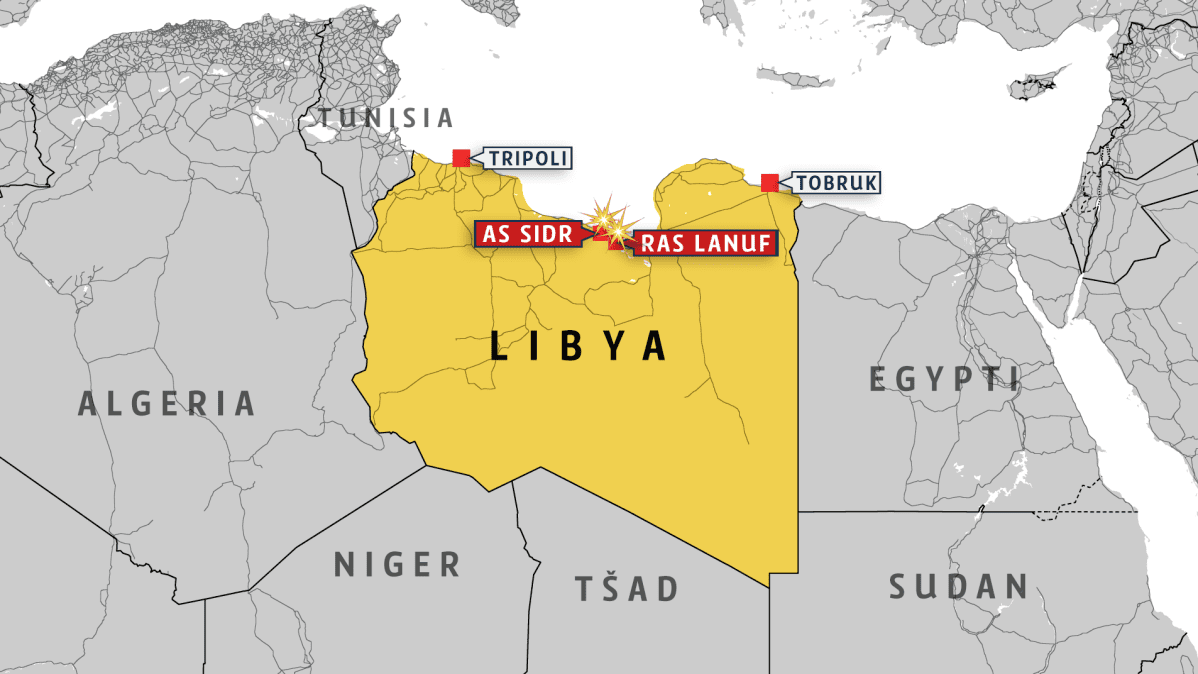 TUNISIA
TRIPOLI
TOBRUK
AS SIDR
RAS LANUF
LIBYA
EGYPTI
ALGERIA
NIGER
TŠAD
SUDAN